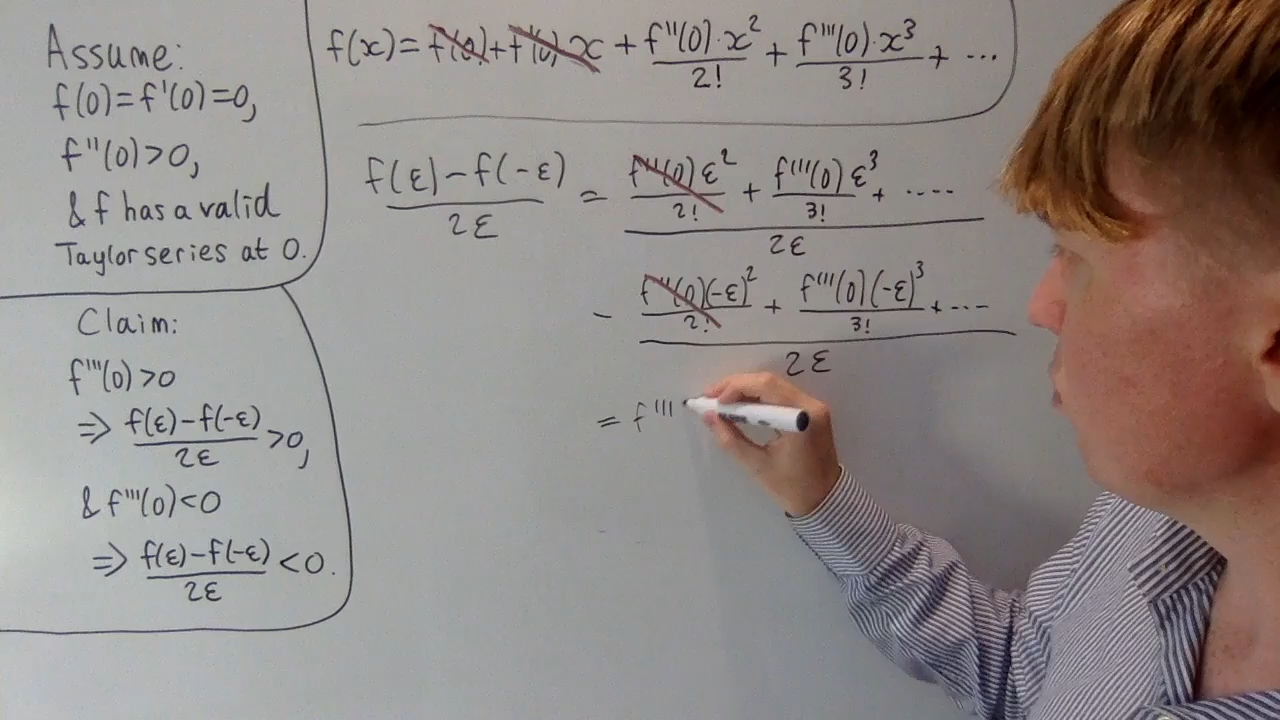 Assume:
f(0)=f'(0)=0,
f''(0)>0,
& f has a valid
Taylor series at 0.
Claim:
f'''(0)>0
⇒ (f(ε)−f(−ε))/2ε >0,
& f'''(0)<0
⇒ (f(ε)−f(−ε))/2ε <0.
f(x)=f(0)+f'(0)x+f''(0)·x²/2!+f'''(0)·x³/3!+...
(f(ε)−f(−ε))/2ε = (f''(0)ε²/2!+f'''(0)ε³/3!+....)/2ε
− (f''(0)(−ε)²/2!+f'''(0)(−ε)³/3!+....)/2ε
= f'''